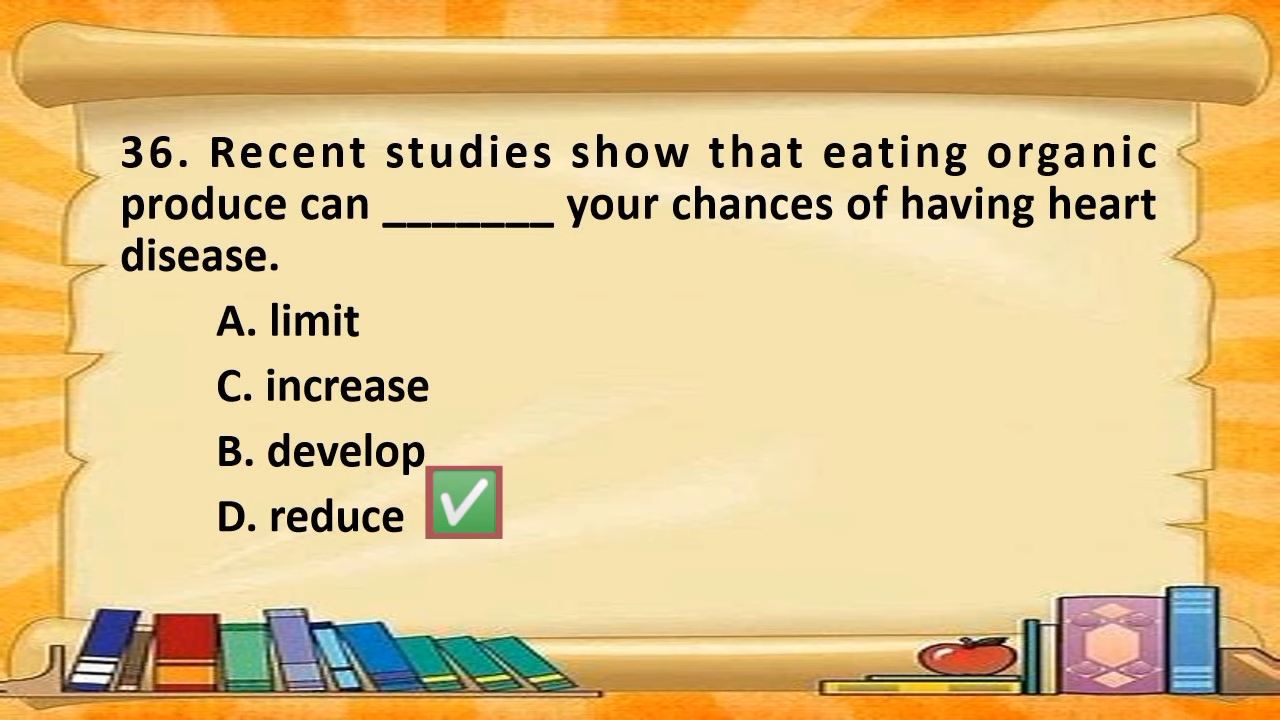 36. Recent studies show that eating organic
produce can _______ your chances of having heart
disease.
A. limit
C. increase
B. develop
D. reduce ✅